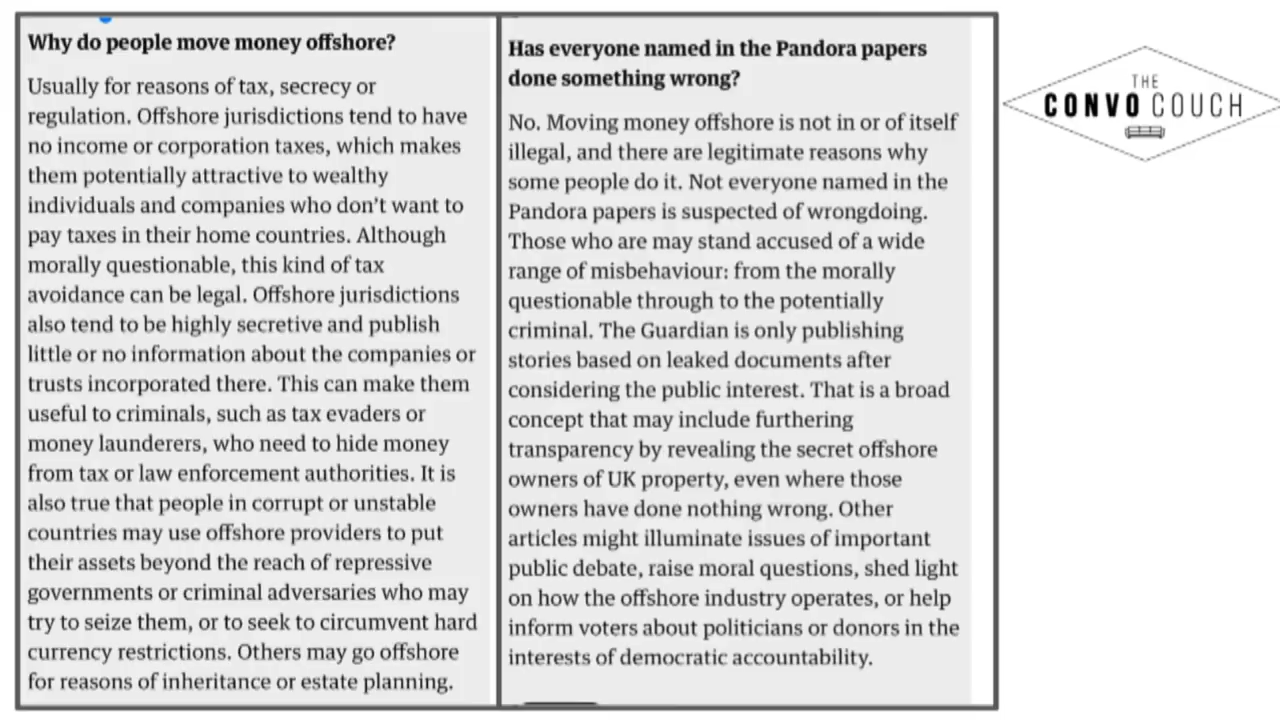 Why do people move money offshore?
Usually for reasons of tax, secrecy or
regulation. Offshore jurisdictions tend to have
no income or corporation taxes, which makes
them potentially attractive to wealthy
individuals and companies who don't want to
pay taxes in their home countries. Although
morally questionable, this kind of tax
avoidance can be legal. Offshore jurisdictions
also tend to be highly secretive and publish
little or no information about the companies or
trusts incorporated there. This can make them
useful to criminals, such as tax evaders or
money launderers, who need to hide money
from tax or law enforcement authorities. It is
also true that people in corrupt or unstable
countries may use offshore providers to put
their assets beyond the reach of repressive
governments or criminal adversaries who may
try to seize them, or to seek to circumvent hard
currency restrictions. Others may go offshore
for reasons of inheritance or estate planning.
Has everyone named in the Pandora papers
done something wrong?
No. Moving money offshore is not in or of itself
illegal, and there are legitimate reasons why
some people do it. Not everyone named in the
Pandora papers is suspected of wrongdoing.
Those who are may stand accused of a wide
range of misbehaviour: from the morally
questionable through to the potentially
criminal. The Guardian is only publishing
stories based on leaked documents after
considering the public interest. That is a broad
concept that may include furthering
transparency by revealing the secret offshore
owners of UK property, even where those
owners have done nothing wrong. Other
articles might illuminate issues of important
public debate, raise moral questions, shed light
on how the offshore industry operates, or help
inform voters about politicians or donors in the
interests of democratic accountability.
THE
CONVO COUCH